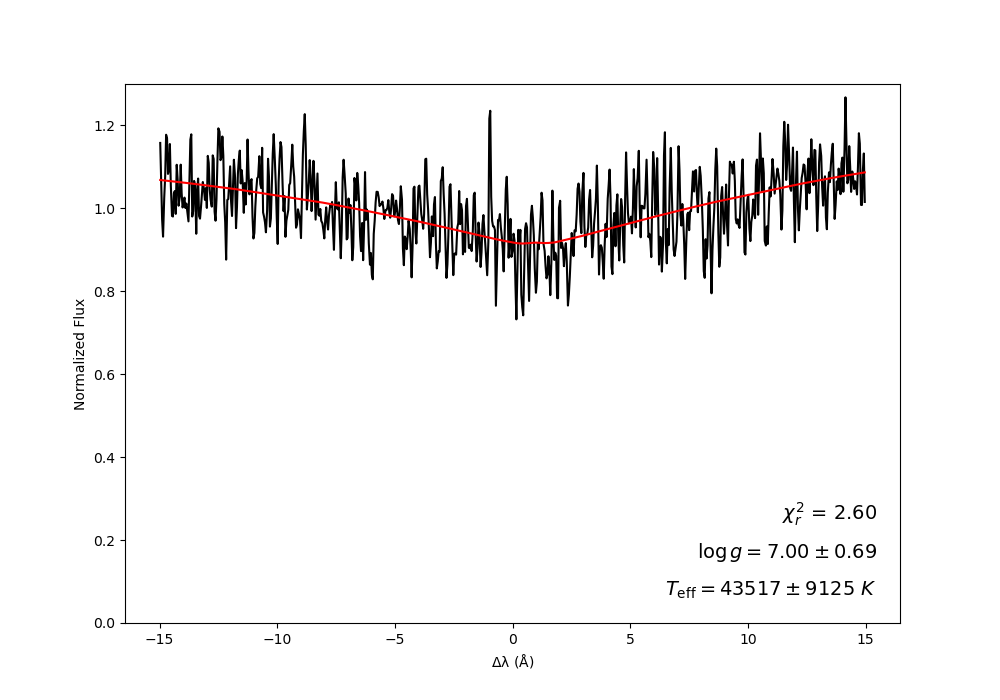 1.2
1.0
0.8
0.6
0.4
0.2
0.0
Normalized Flux
χ²ᵣ = 2.60
log g = 7.00 ± 0.69
T_eff = 43517 ± 9125 K
−15 −10 −5 0 5 10 15
Δλ (Å)